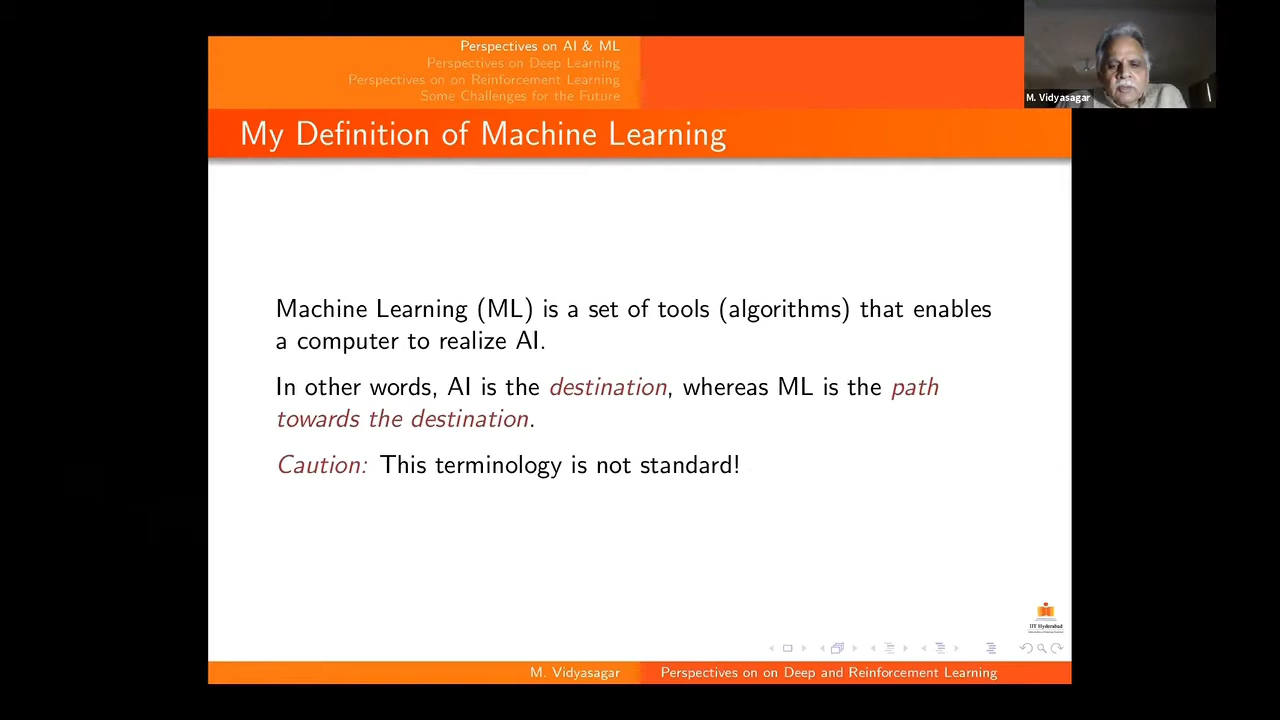 Perspectives on AI & ML
Perspectives on Deep Learning
Perspectives on on Reinforcement Learning
Some Challenges for the Future
M. Vidyasagar
My Definition of Machine Learning
Machine Learning (ML) is a set of tools (algorithms) that enables
a computer to realize AI.
In other words, AI is the destination, whereas ML is the path
towards the destination.
Caution: This terminology is not standard!
IIT Hyderabad
M. Vidyasagar
Perspectives on on Deep and Reinforcement Learning